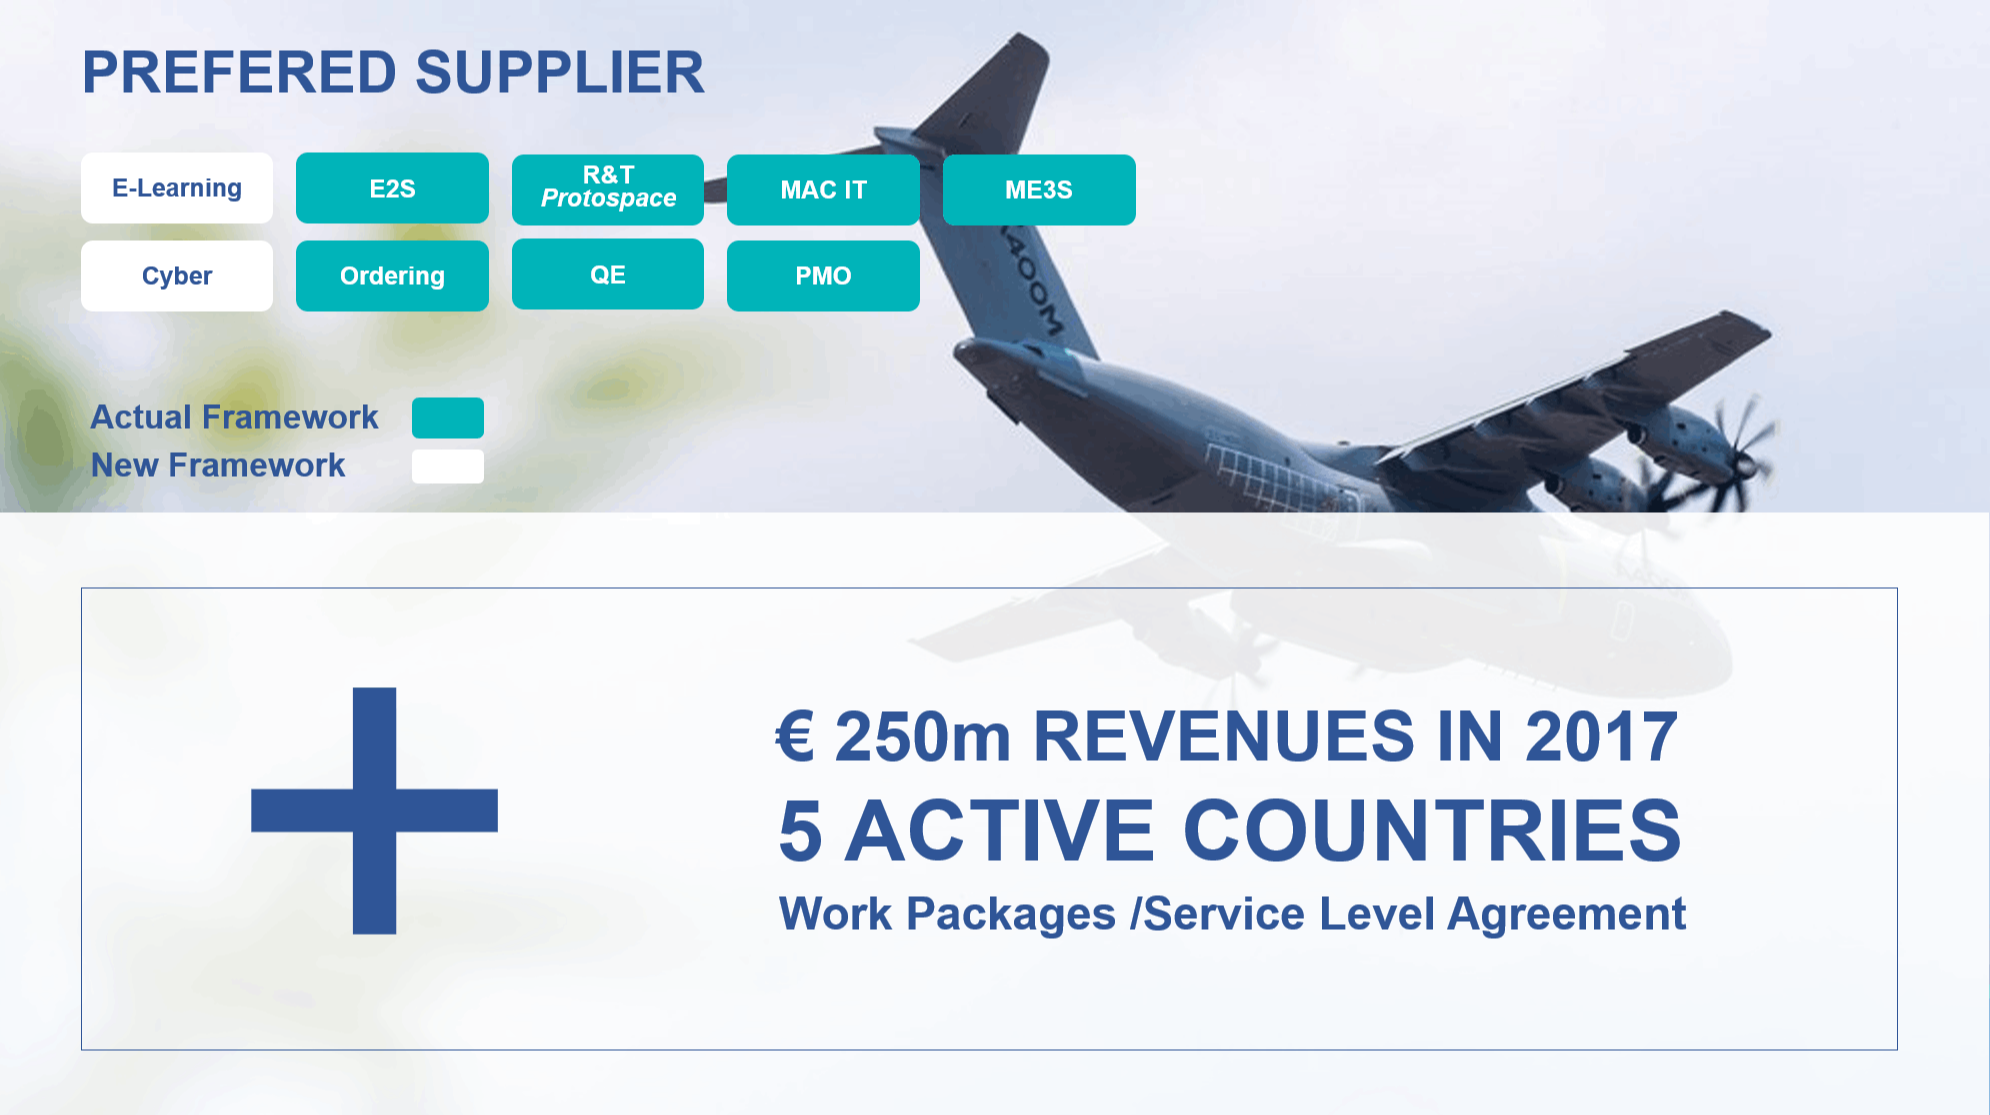 PREFERED SUPPLIER
E-Learning
E2S
R&T
Protospace
MAC IT
ME3S
Cyber
Ordering
QE
PMO
A400M
Actual Framework
New Framework
€ 250m REVENUES IN 2017
5 ACTIVE COUNTRIES
Work Packages /Service Level Agreement